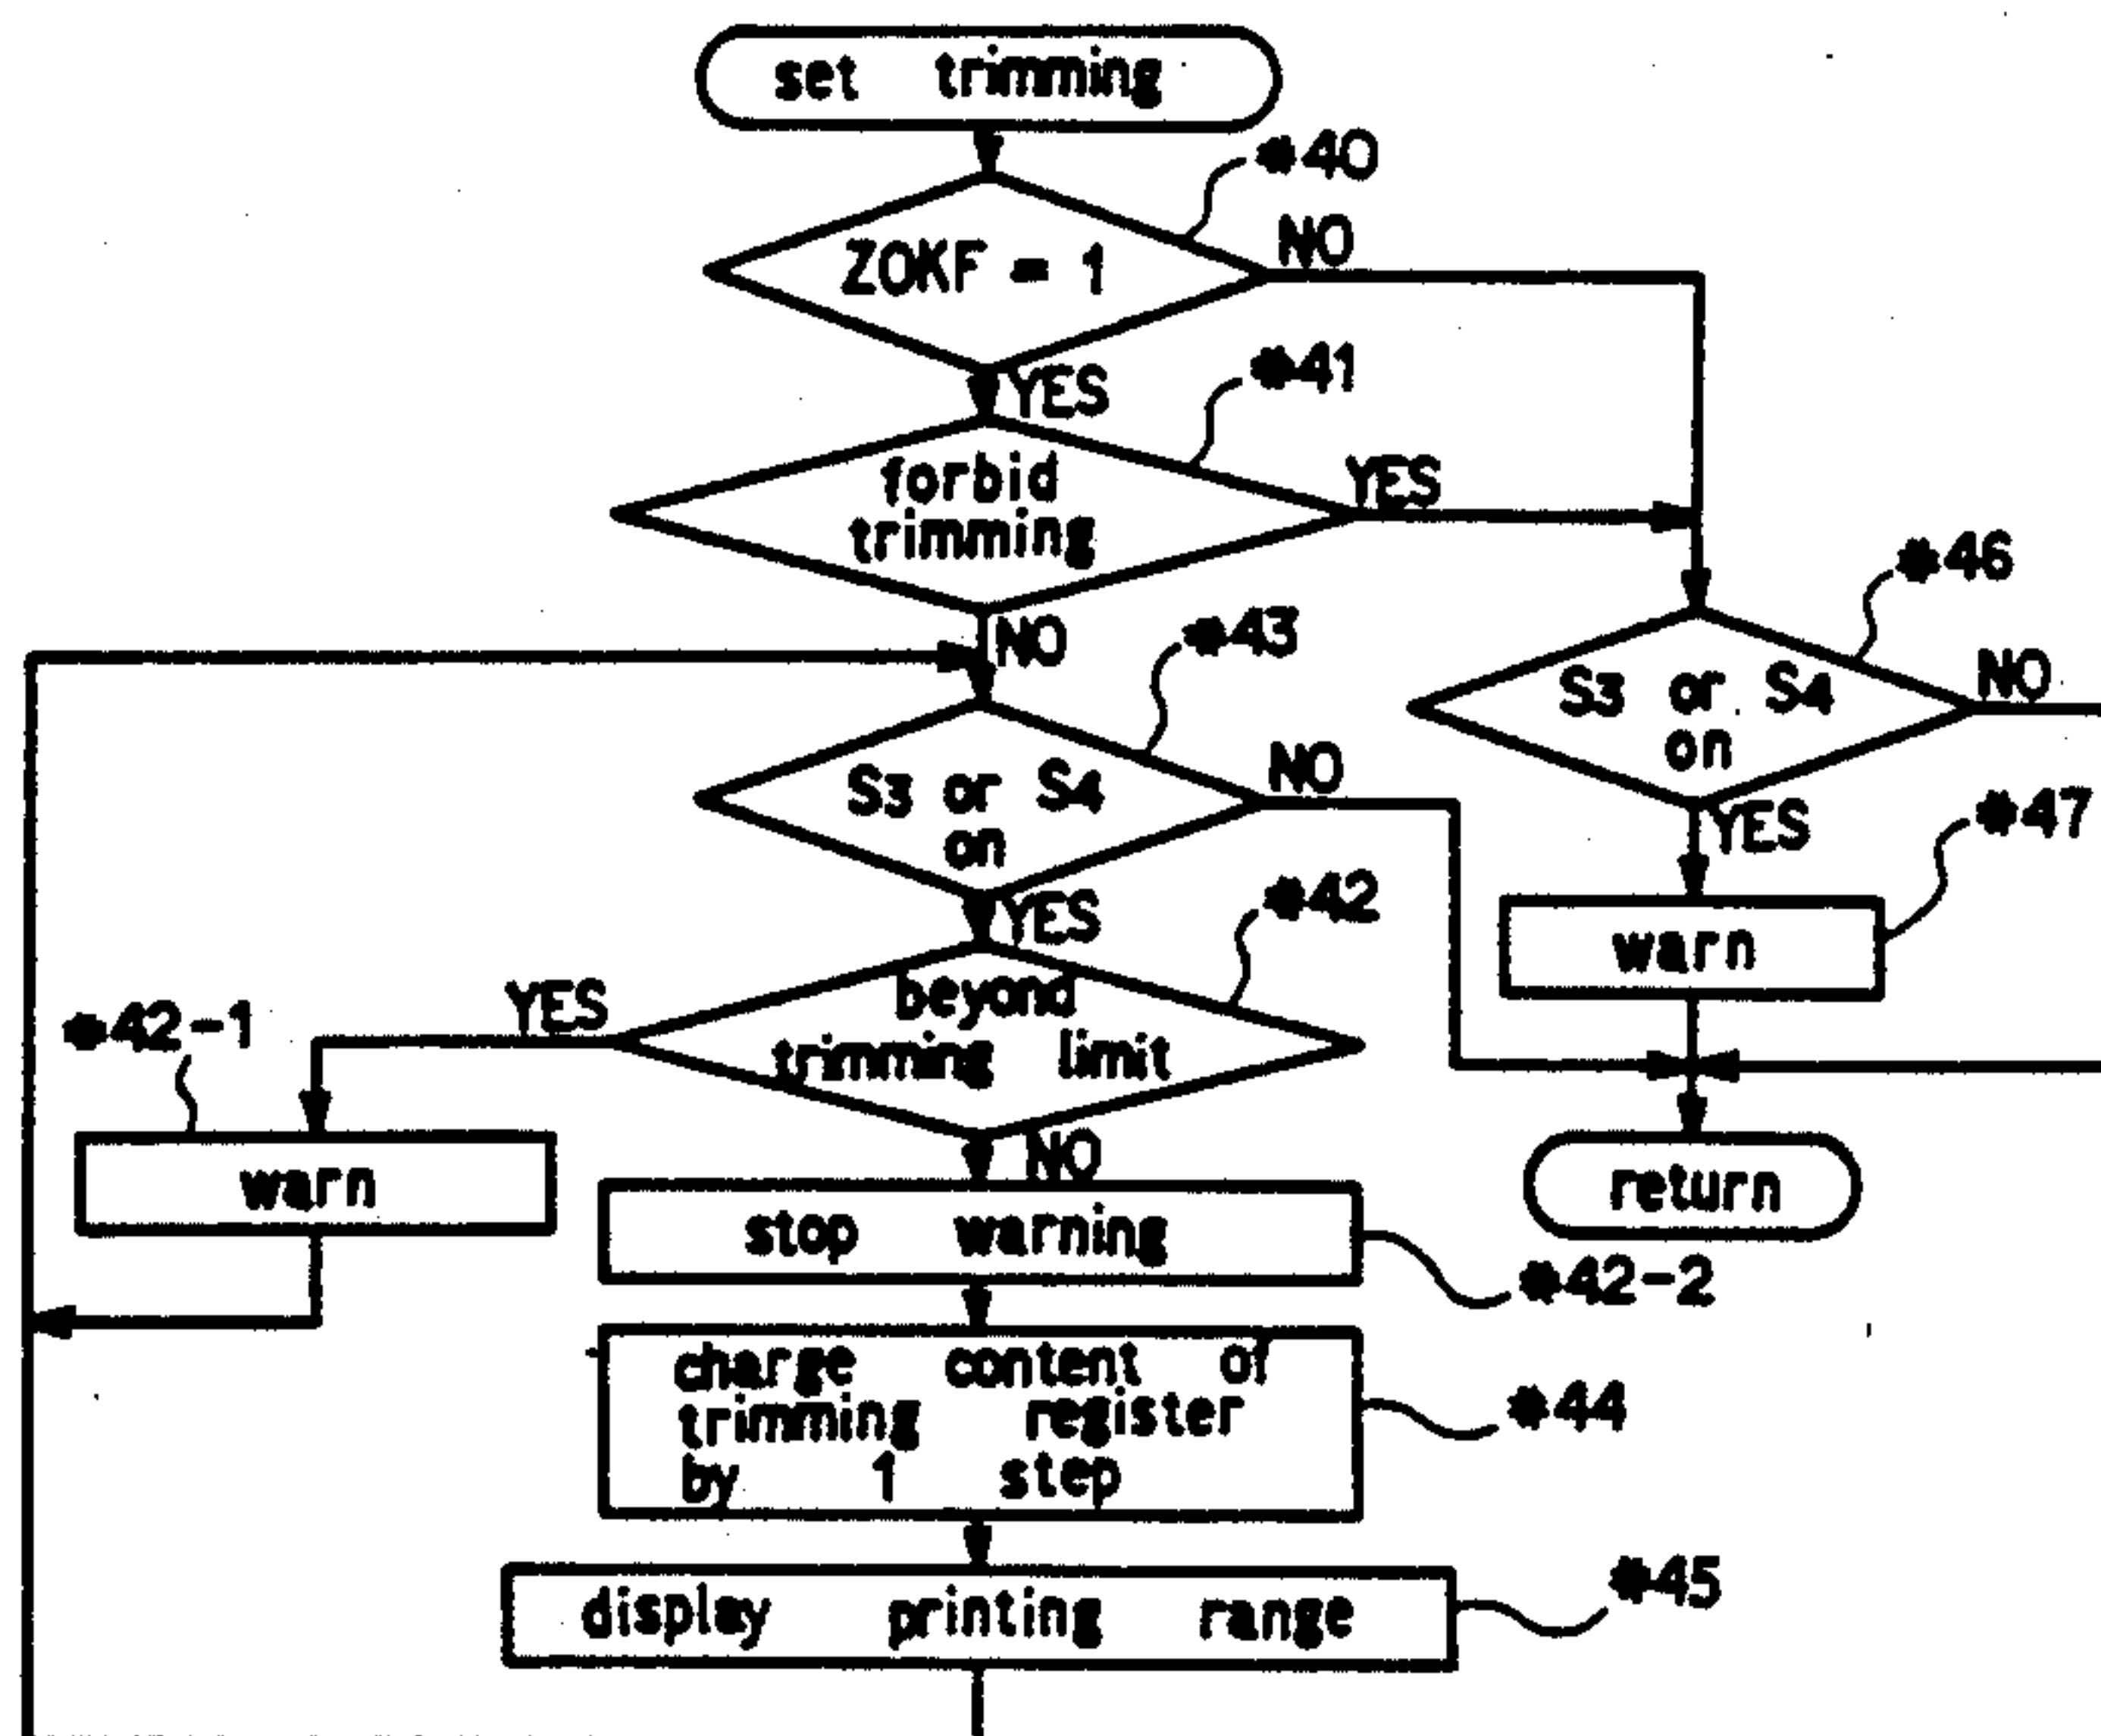 set trimming
*40
ZOKF = 1
NO
YES
*41
forbid
trimming
YES
NO
*46
S3 or S4
on
NO
YES
*47
warn
*43
S3 or S4
on
NO
YES
*42
beyond
trimming limit
YES
*42-1
warn
NO
return
stop warning
*42-2
charge content of
trimming register
by 1 step
*44
display printing range
*45